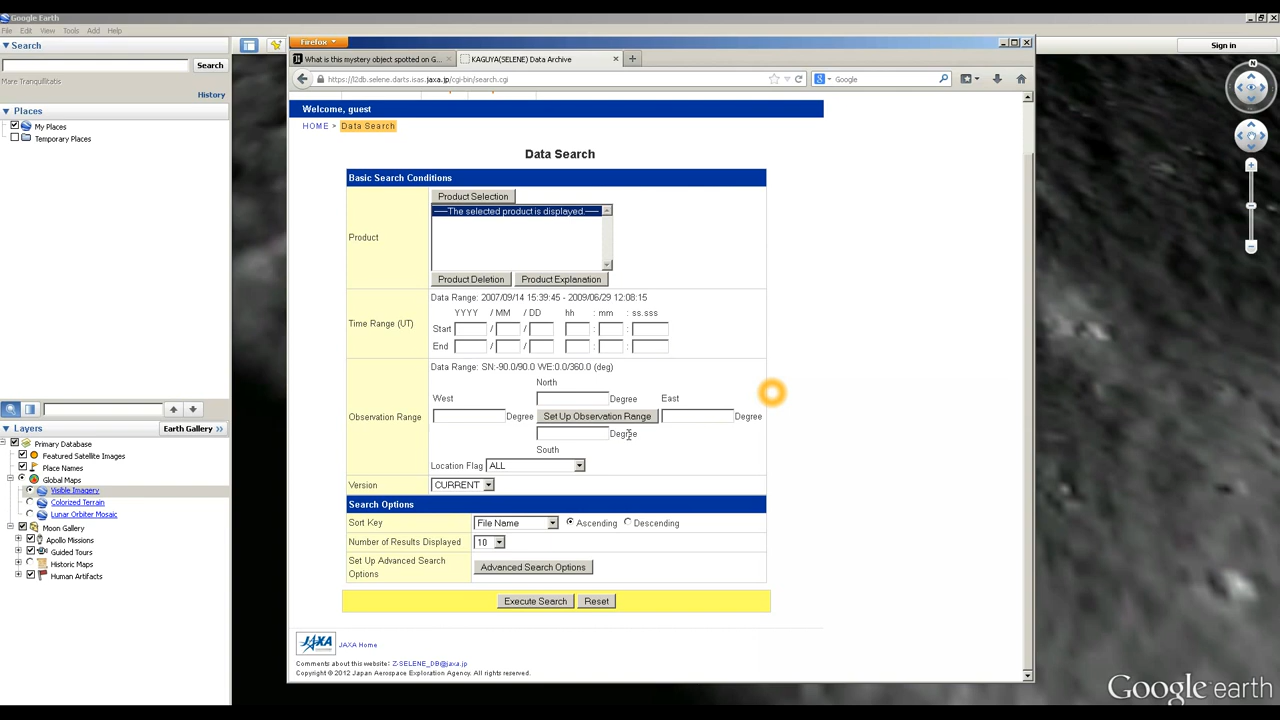 Google Earth
File Edit View Tools Add Help
Search
Search
Mare Tranquillitatis
History
Places
My Places
Temporary Places
Layers
Earth Gallery >>
Primary Database
Featured Satellite Images
Place Names
Global Maps
Visible Imagery
Colorized Terrain
Lunar Orbiter Mosaic
Moon Gallery
Apollo Missions
Guided Tours
Historic Maps
Human Artifacts
Sign in
N
Firefox
What is this mystery object spotted on G...
KAGUYA(SELENE) Data Archive
https://l2db.selene.darts.isas.jaxa.jp/cgi-bin/search.cgi
Google
Welcome, guest
HOME > Data Search
Data Search
Basic Search Conditions
Product
Product Selection
----The selected product is displayed.----
Product Deletion Product Explanation
Time Range (UT)
Data Range: 2007/09/14 15:39:45 - 2009/06/29 12:08:15
YYYY / MM / DD hh : mm : ss.sss
Start / / : :
End / / : :
Observation Range
Data Range: SN:-90.0/90.0 WE:0.0/360.0 (deg)
North
West Degree East
Degree Set Up Observation Range Degree
Degree
South
Location Flag ALL
Version CURRENT
Search Options
Sort Key File Name Ascending Descending
Number of Results Displayed 10
Set Up Advanced Search Options
Advanced Search Options
Execute Search Reset
JAXA JAXA Home
Comments about this website: Z-SELENE_DB@jaxa.jp
Copyright © 2012 Japan Aerospace Exploration Agency. All rights reserved.
Google earth